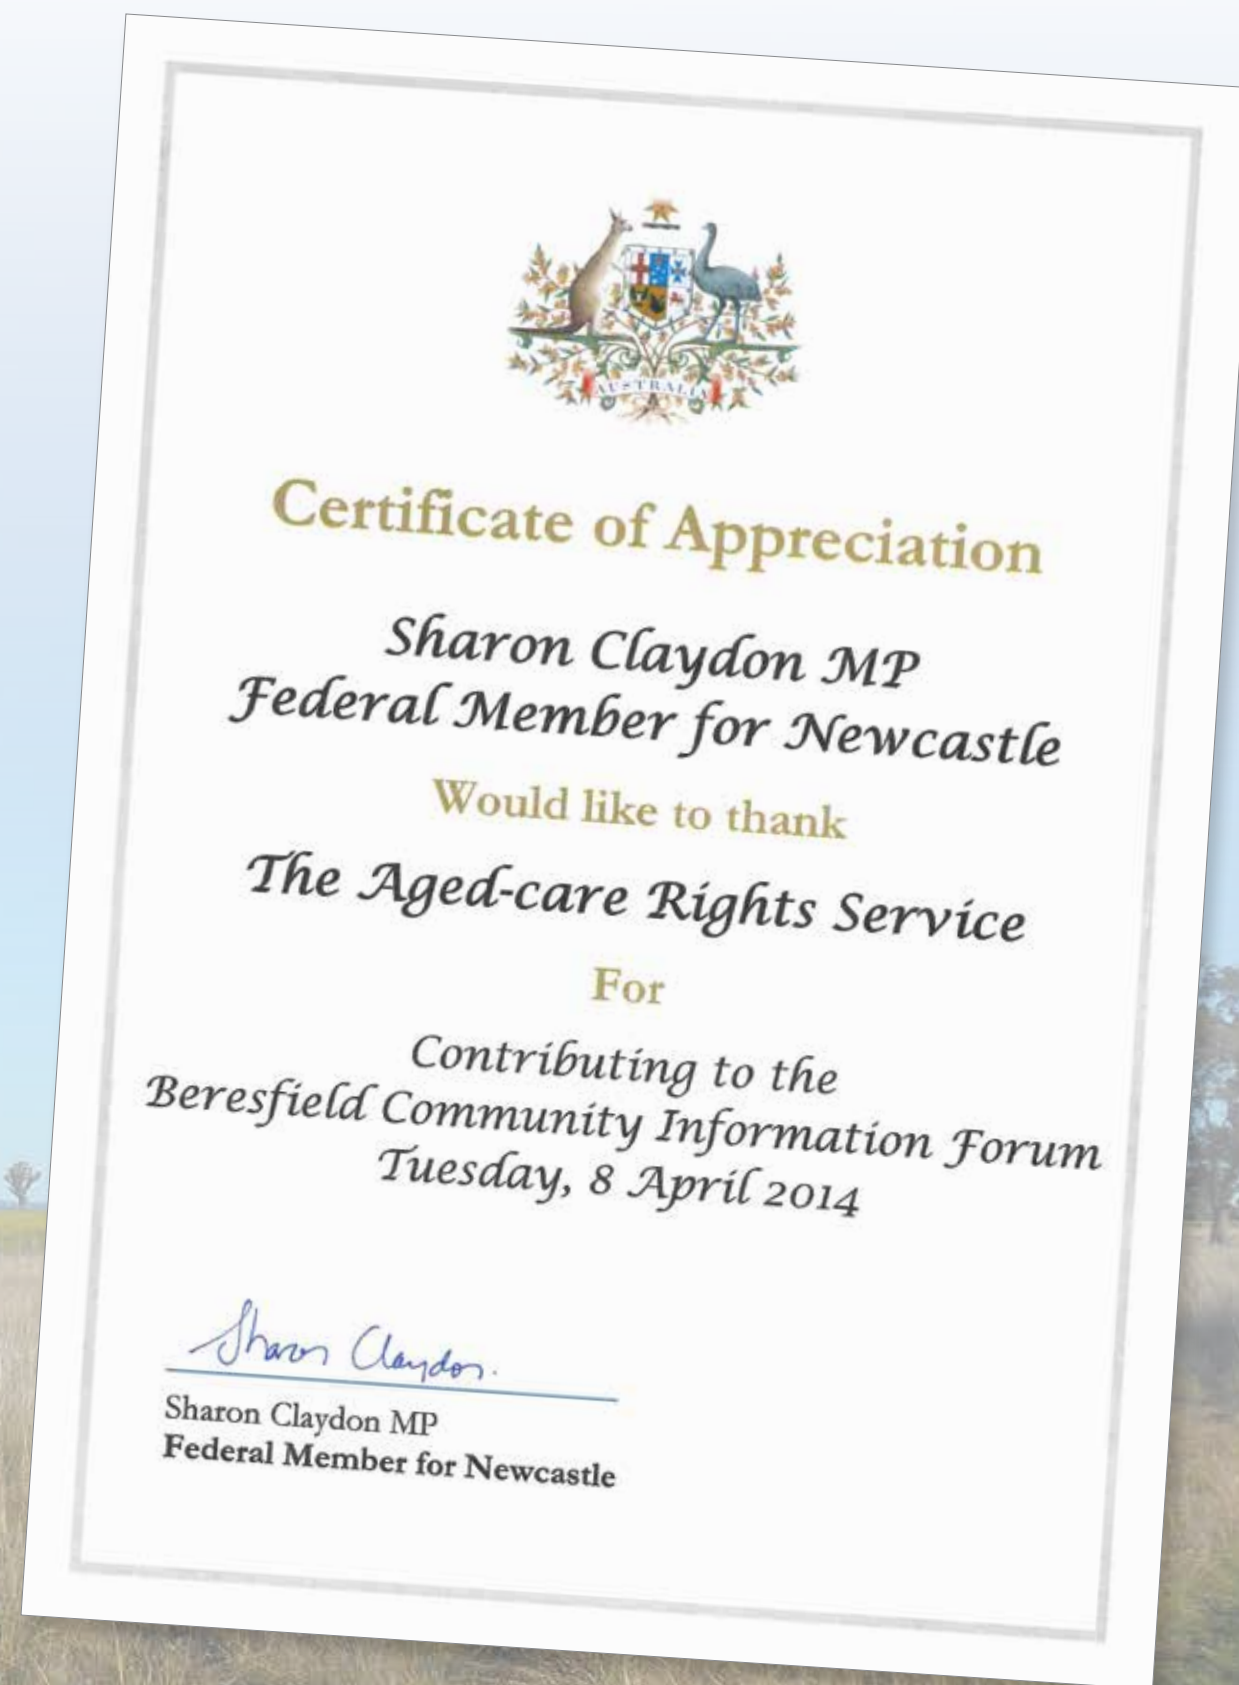 AUSTRALIA
Certificate of Appreciation
Sharon Claydon MP
Federal Member for Newcastle
Would like to thank
The Aged-care Rights Service
For
Contributing to the
Beresfield Community Information Forum
Tuesday, 8 April 2014
Sharon Claydon.
Sharon Claydon MP
Federal Member for Newcastle